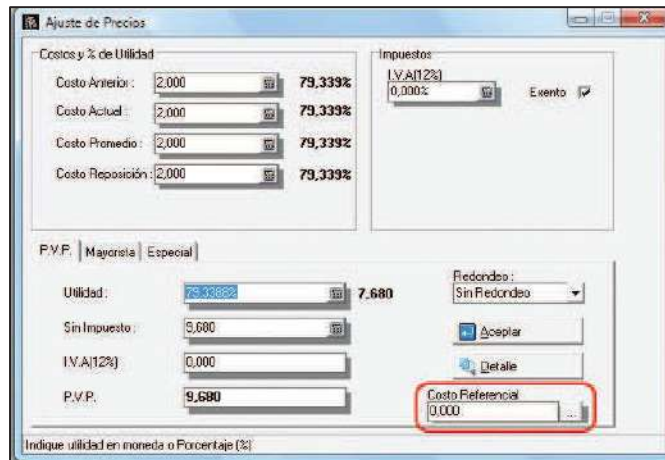 Ajuste de Precios
Costos y % de Utilidad
Costo Anterior : 2,000 79,339%
Costo Actual : 2,000 79,339%
Costo Promedio : 2,000 79,339%
Costo Reposición : 2,000 79,339%
Impuestos
I.V.A(12%)
0,000% Exento
P.V.P. Mayorista Especial
Utilidad : 79,3388% 7,680
Sin Impuesto : 9,680
I.V.A(12%) 0,000
P.V.P. 9,680
Redondeo :
Sin Redondeo
Aceptar
Detalle
Costo Referencial
0,000 ...
Indique utilidad en moneda o Porcentaje (%)